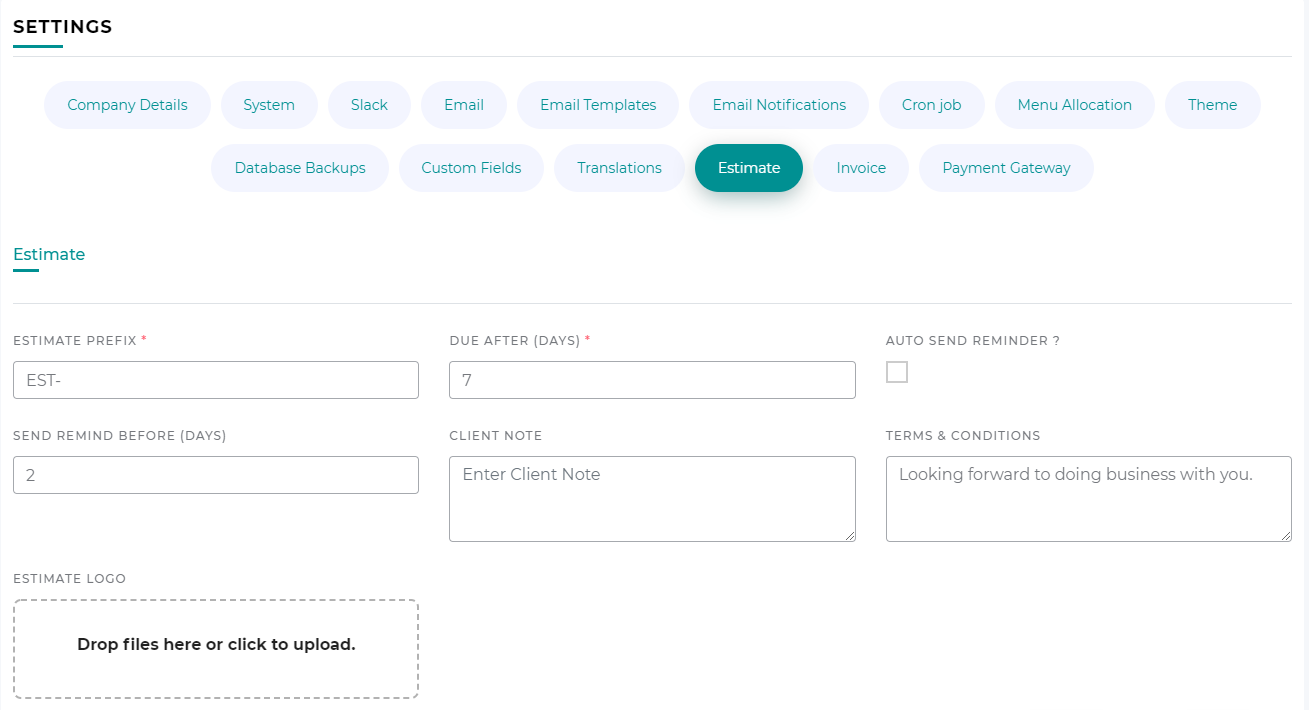 SETTINGS
Company Details System Slack Email Email Templates Email Notifications Cron job Menu Allocation Theme
Database Backups Custom Fields Translations Estimate Invoice Payment Gateway
Estimate
ESTIMATE PREFIX * DUE AFTER (DAYS) * AUTO SEND REMINDER ?
EST- 7
SEND REMIND BEFORE (DAYS) CLIENT NOTE TERMS & CONDITIONS
2 Enter Client Note Looking forward to doing business with you.
ESTIMATE LOGO
Drop files here or click to upload.